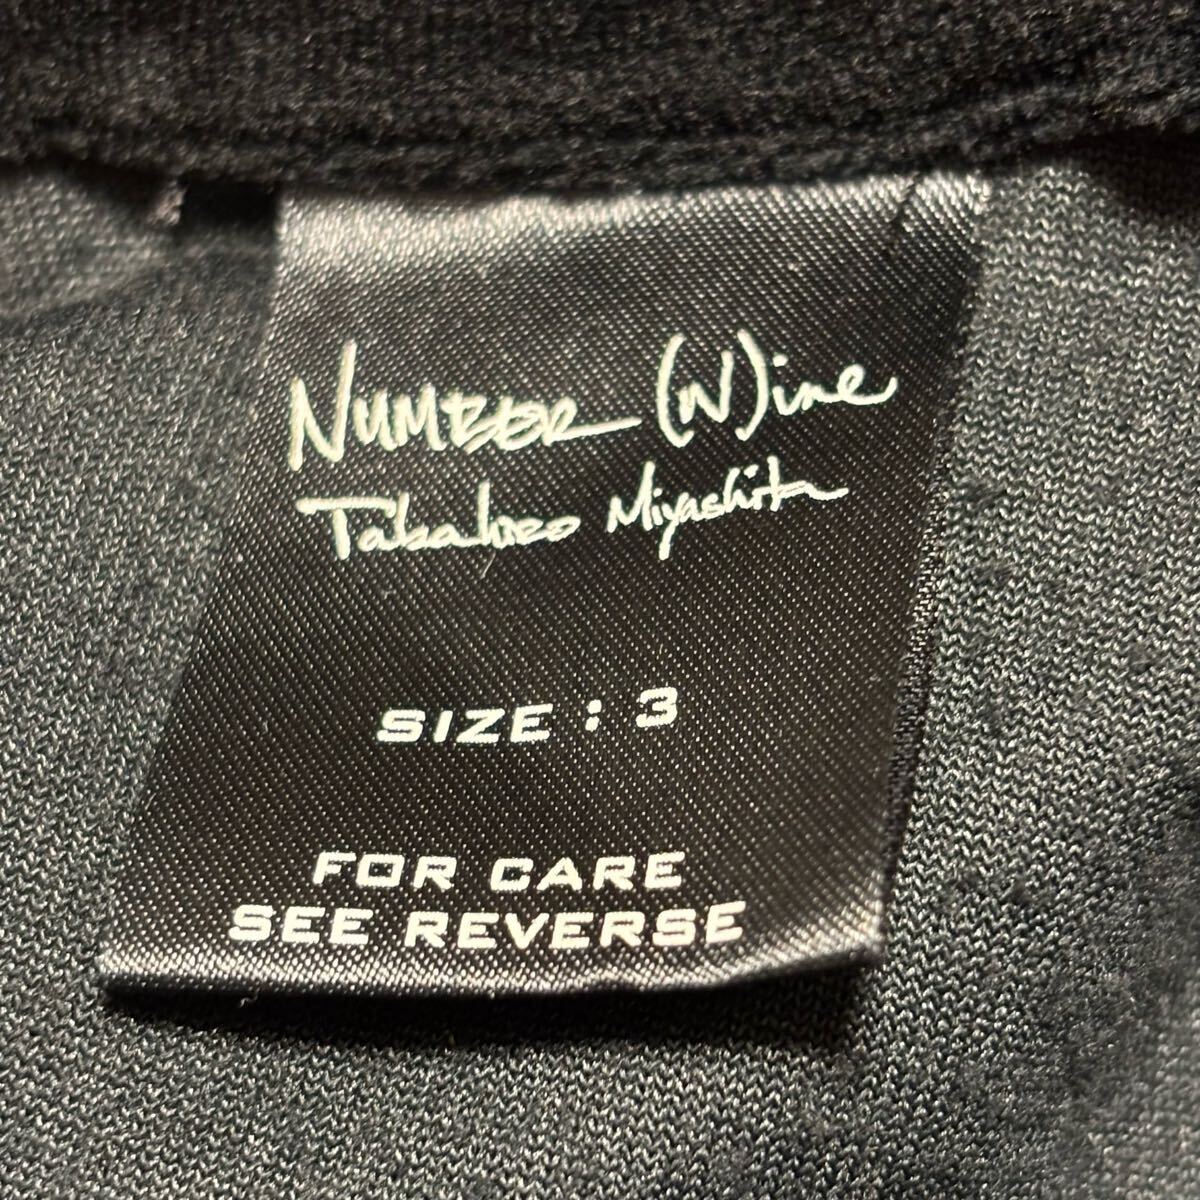 NUMBER (N)ine
Takahiro Miyashita
SIZE : 3
FOR CARE
SEE REVERSE